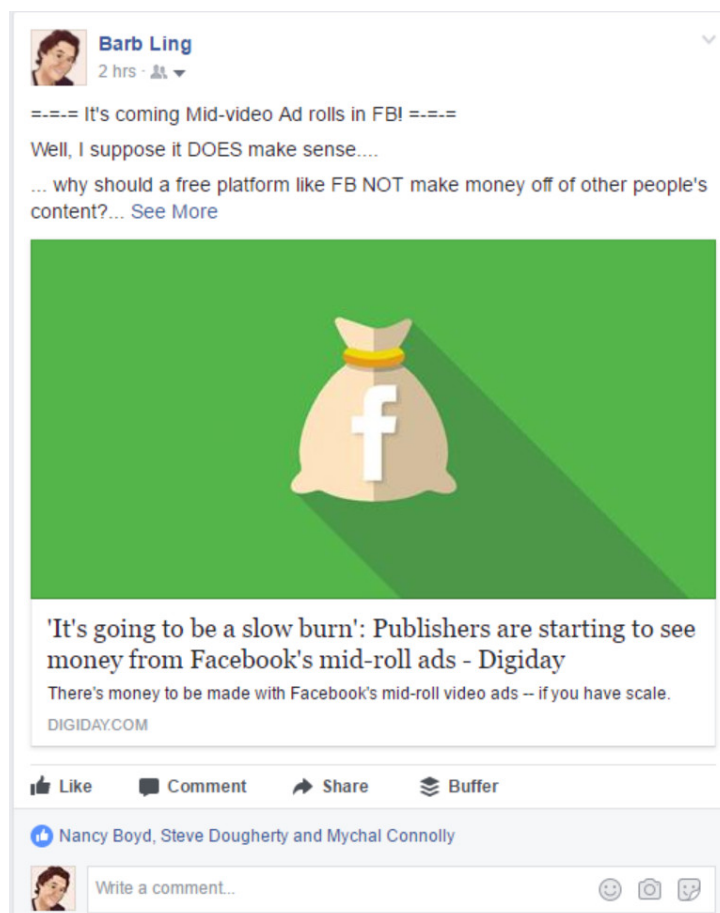 Barb Ling
2 hrs ·
=-=-= It's coming Mid-video Ad rolls in FB! =-=-=
Well, I suppose it DOES make sense....
... why should a free platform like FB NOT make money off of other people's
content?... See More
f
'It's going to be a slow burn': Publishers are starting to see
money from Facebook's mid-roll ads - Digiday
There's money to be made with Facebook's mid-roll video ads -- if you have scale.
DIGIDAY.COM
Like Comment Share Buffer
Nancy Boyd, Steve Dougherty and Mychal Connolly
Write a comment...